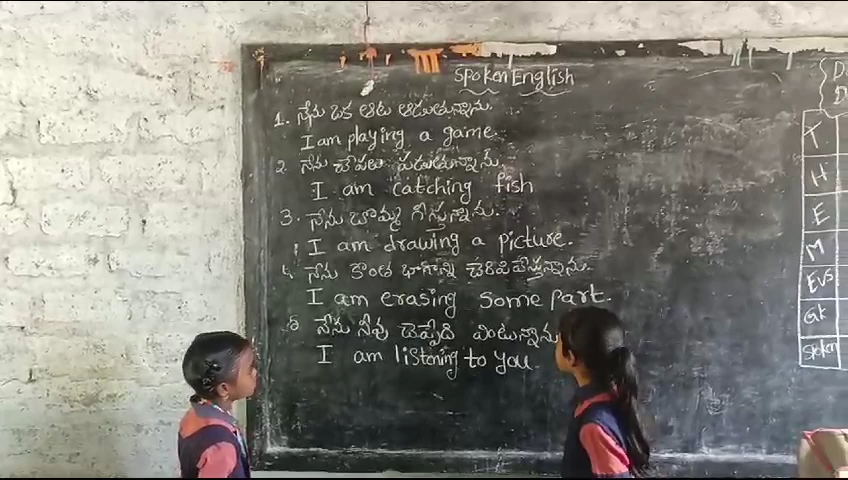 Spoken English
1. నేను ఒక ఆట ఆడుతున్నాను.
I am playing a game.
2. నేను చేపలు పడుతున్నాను
I am catching fish
3. నేను బొమ్మ గీస్తున్నాను.
I am drawing a picture.
4. నేను కొంత భాగాన్ని చెరిపివేస్తున్నాను.
I am erasing some part.
5 నేను నీవు చెప్పేది వింటున్నాను
I am listening to you.
T
H
E
M
EVS
GK
Spoken